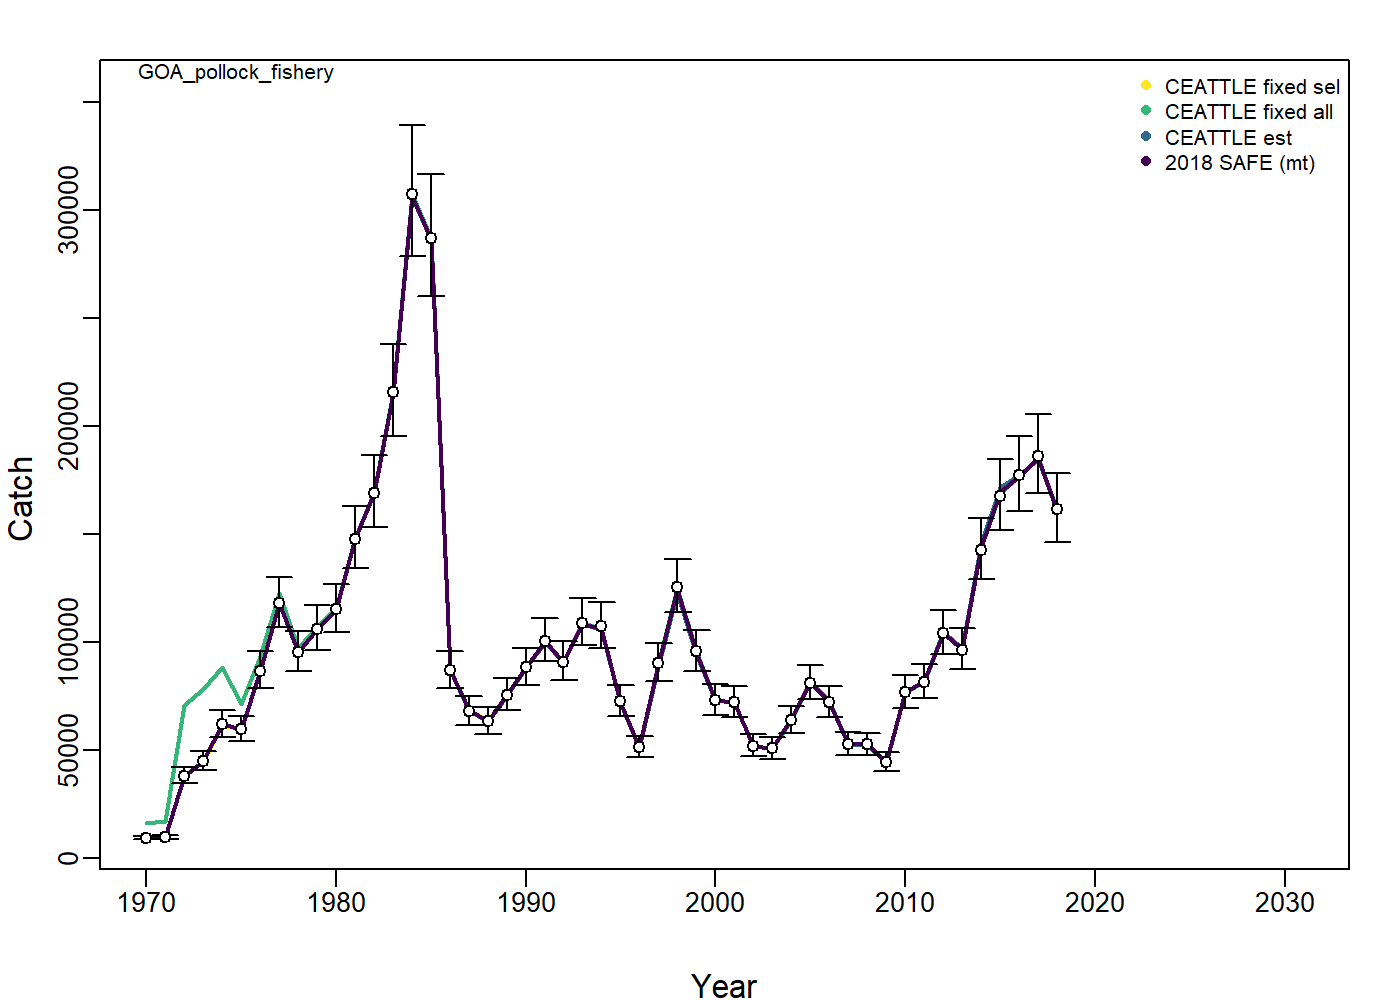 GOA_pollock_fishery
CEATTLE fixed sel
CEATTLE fixed all
CEATTLE est
2018 SAFE (mt)
300000
200000
100000
50000
0
Catch
1970 1980 1990 2000 2010 2020 2030
Year